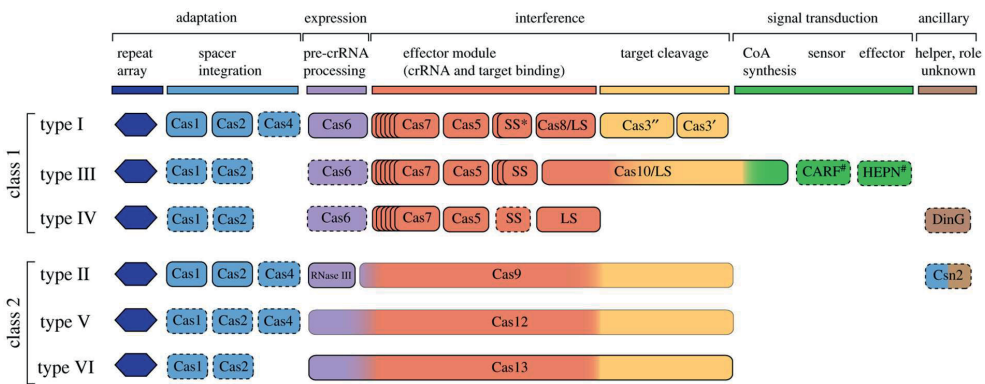 adaptation expression interference signal transduction ancillary
repeat spacer pre-crRNA effector module target cleavage CoA sensor effector helper, role
array integration processing (crRNA and target binding) synthesis unknown
class 1
type I Cas1 Cas2 Cas4 Cas6 Cas7 Cas5 SS* Cas8/LS Cas3″ Cas3′
type III Cas1 Cas2 Cas6 Cas7 Cas5 SS Cas10/LS CARF# HEPN#
type IV Cas1 Cas2 Cas6 Cas7 Cas5 SS LS DinG
class 2
type II Cas1 Cas2 Cas4 RNase III Cas9 Csn2
type V Cas1 Cas2 Cas4 Cas12
type VI Cas1 Cas2 Cas13